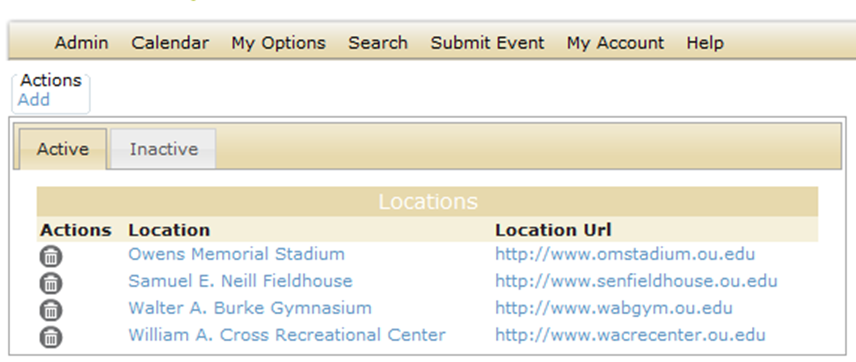 Admin Calendar My Options Search Submit Event My Account Help
Actions
Add
Active Inactive
Locations
Actions Location Location Url
Owens Memorial Stadium http://www.omstadium.ou.edu
Samuel E. Neill Fieldhouse http://www.senfieldhouse.ou.edu
Walter A. Burke Gymnasium http://www.wabgym.ou.edu
William A. Cross Recreational Center http://www.wacrecenter.ou.edu